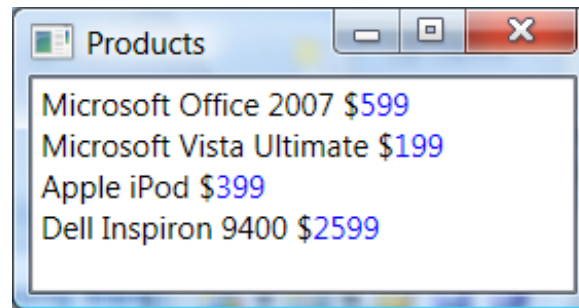 Products
Microsoft Office 2007 $599
Microsoft Vista Ultimate $199
Apple iPod $399
Dell Inspiron 9400 $2599